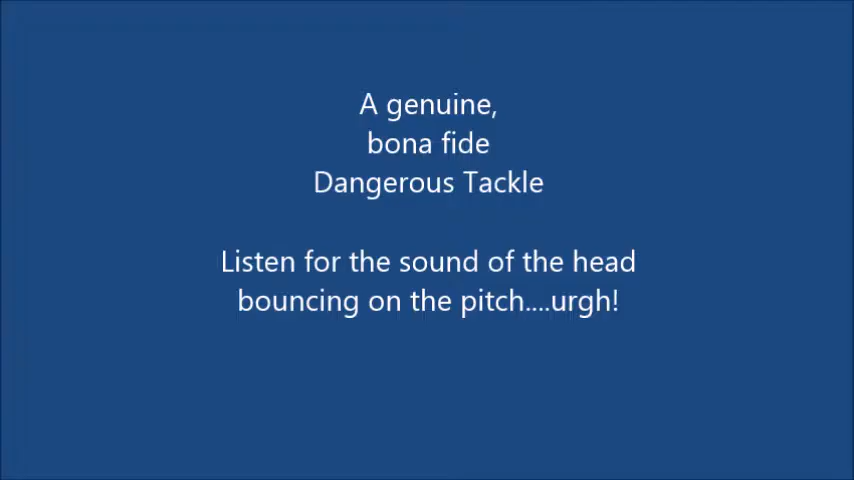 A genuine,
bona fide
Dangerous Tackle
Listen for the sound of the head
bouncing on the pitch....urgh!